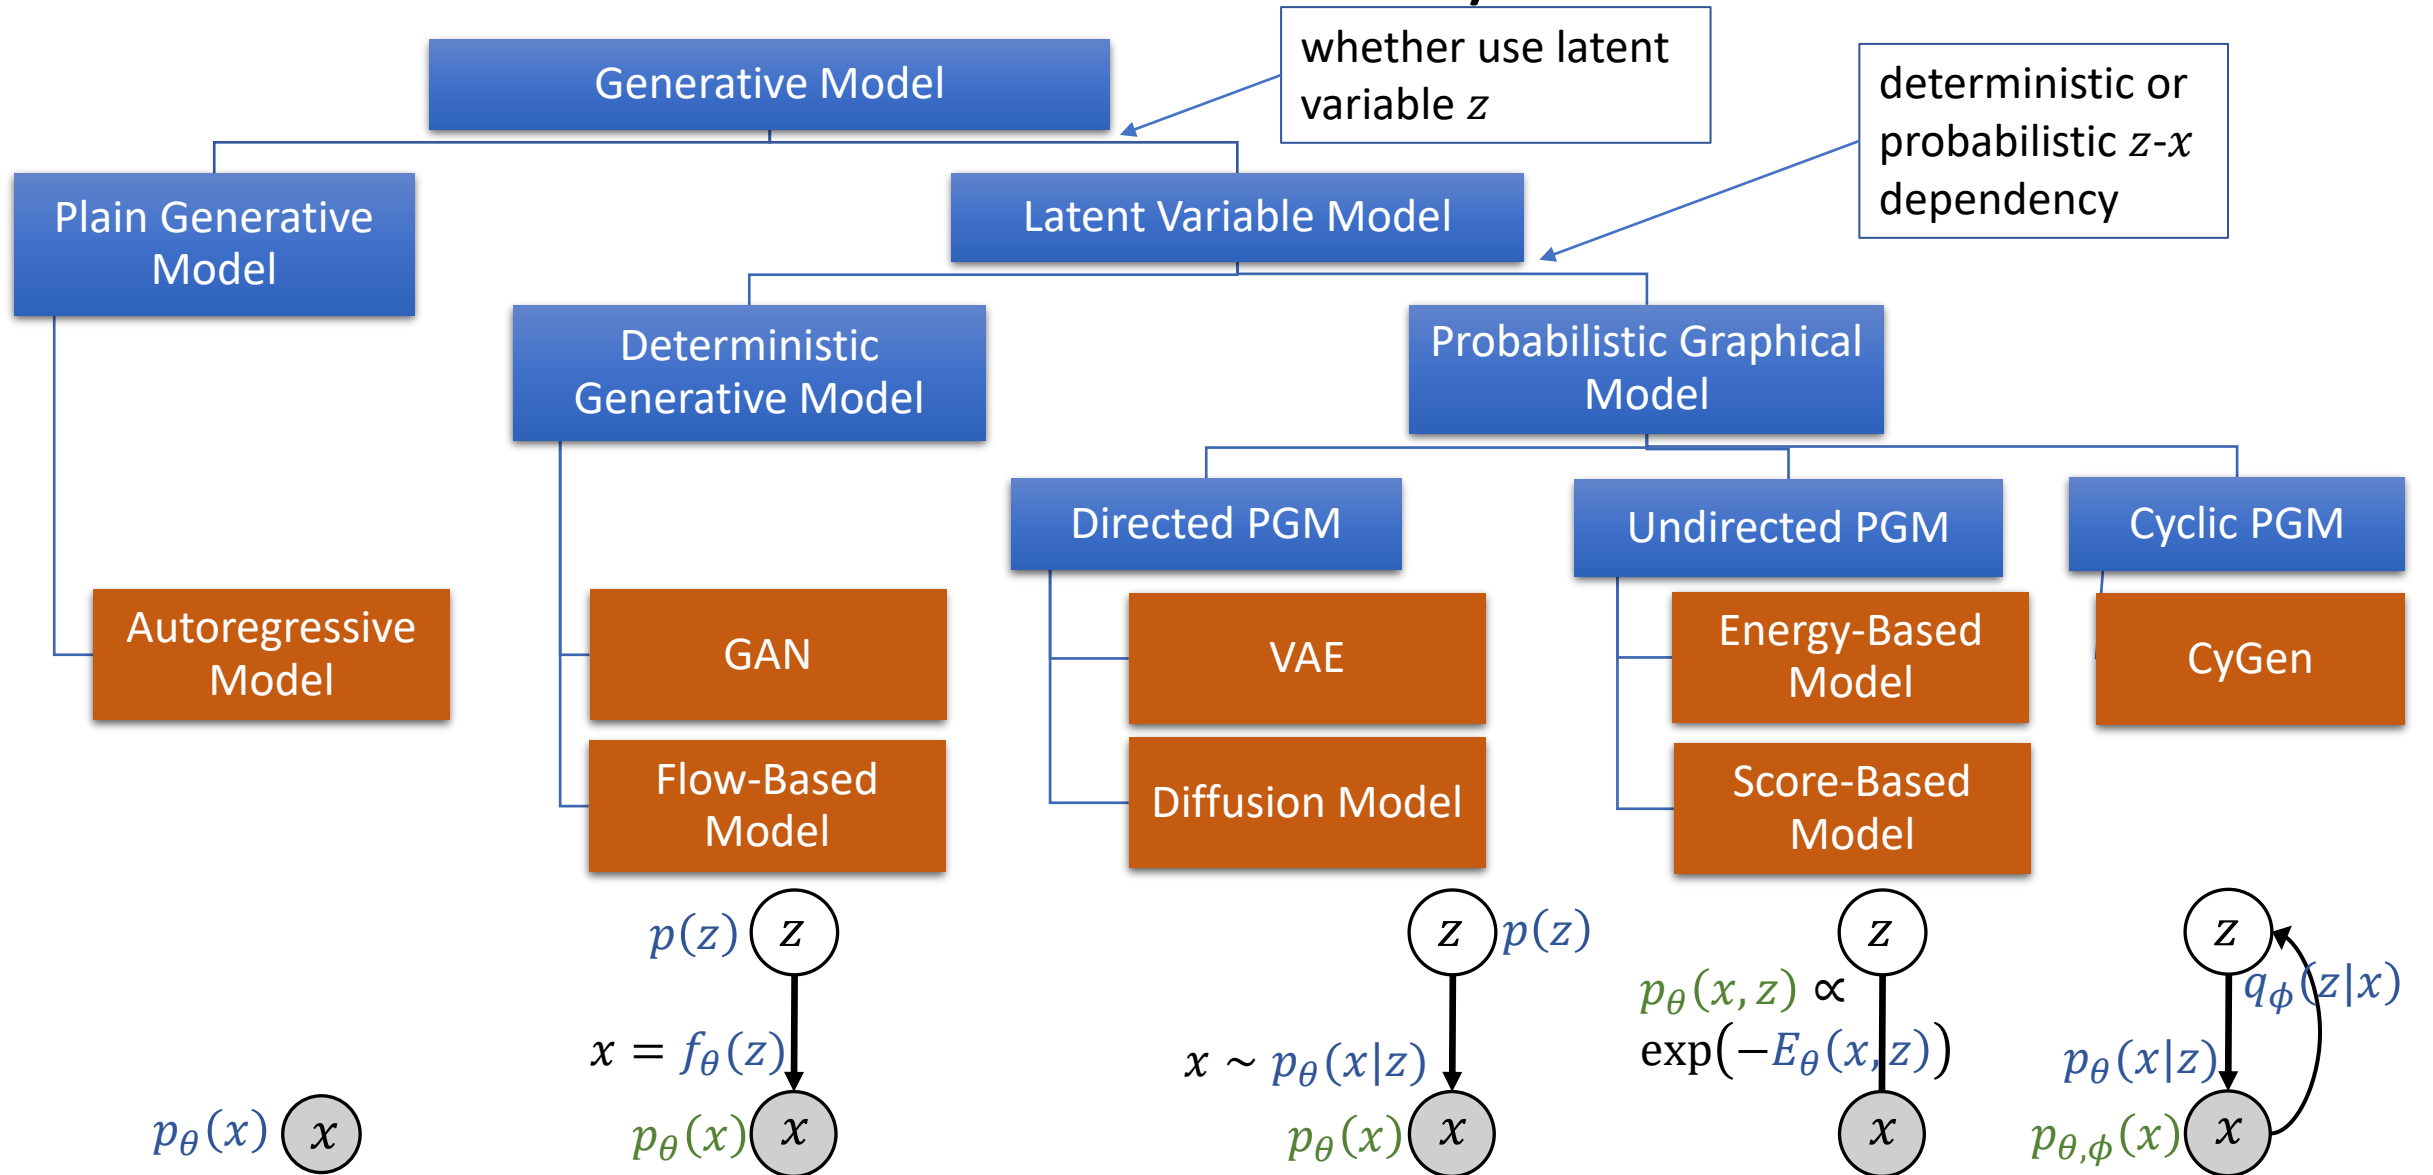 Generative Model
whether use latent
variable z
deterministic or
probabilistic z-x
dependency
Plain Generative
Model
Latent Variable Model
Deterministic
Generative Model
Probabilistic Graphical
Model
Directed PGM
Undirected PGM
Cyclic PGM
Autoregressive
Model
GAN
VAE
Energy-Based
Model
CyGen
Flow-Based
Model
Diffusion Model
Score-Based
Model
p(z) z
x = f_θ(z)
p_θ(x) x
p_θ(x) x
z p(z)
x ~ p_θ(x|z)
p_θ(x) x
z
p_θ(x, z) ∝
exp(−E_θ(x, z))
x
z
q_ϕ(z|x)
p_θ(x|z)
p_θ,ϕ(x) x